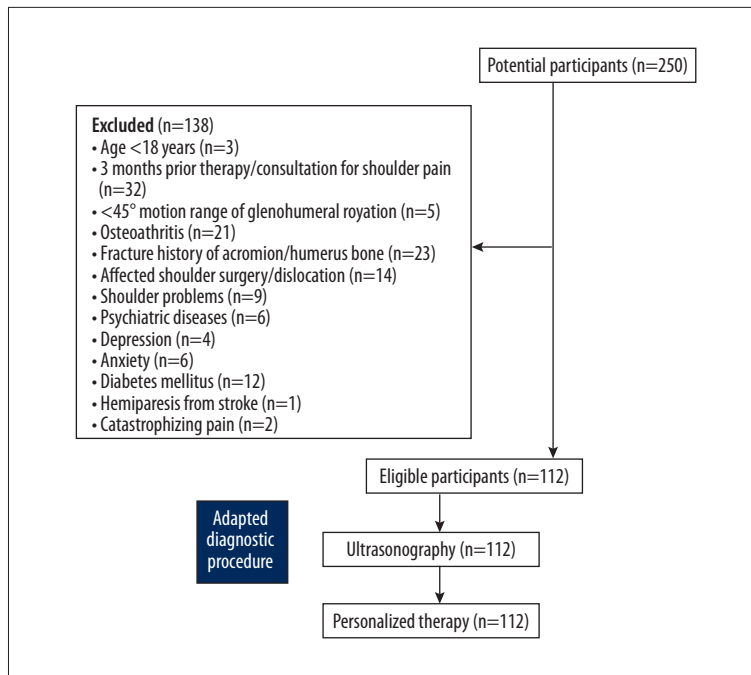 Potential participants (n=250)
Excluded (n=138)
• Age <18 years (n=3)
• 3 months prior therapy/consultation for shoulder pain
(n=32)
• <45° motion range of glenohumeral royation (n=5)
• Osteoathritis (n=21)
• Fracture history of acromion/humerus bone (n=23)
• Affected shoulder surgery/dislocation (n=14)
• Shoulder problems (n=9)
• Psychiatric diseases (n=6)
• Depression (n=4)
• Anxiety (n=6)
• Diabetes mellitus (n=12)
• Hemiparesis from stroke (n=1)
• Catastrophizing pain (n=2)
Eligible participants (n=112)
Adapted
diagnostic
procedure
Ultrasonography (n=112)
Personalized therapy (n=112)